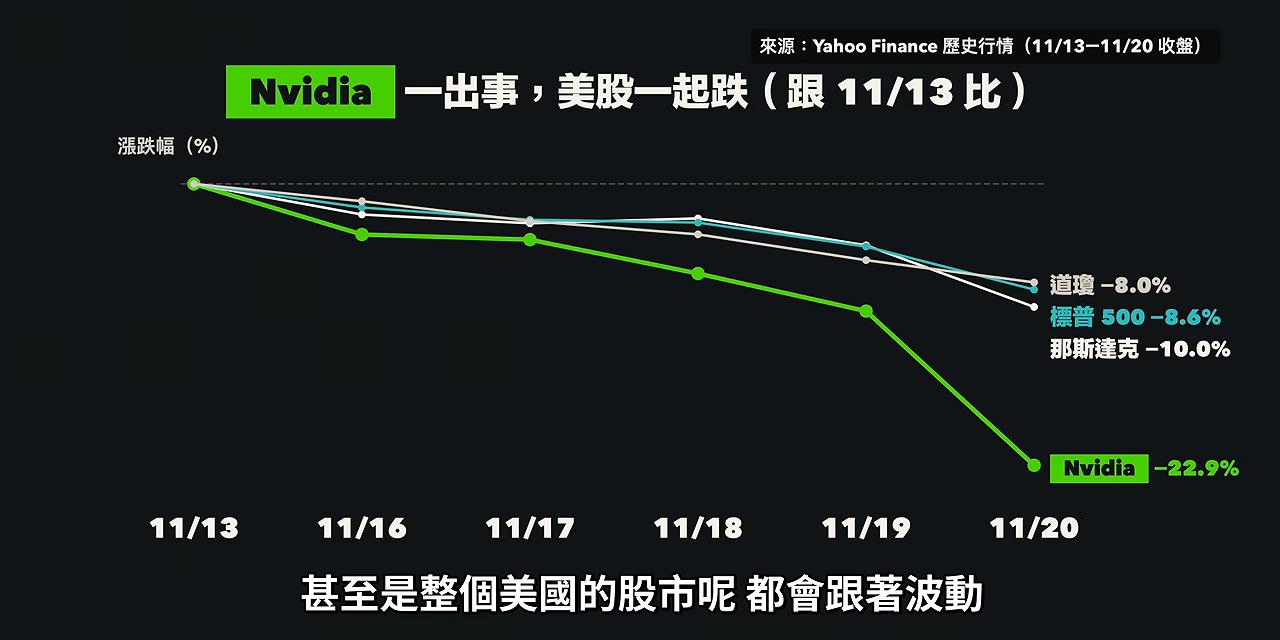 來源：Yahoo Finance 歷史行情（11/13–11/20 收盤）
Nvidia 一出事，美股一起跌（跟 11/13 比）
漲跌幅（%）
道瓊 –8.0%
標普 500 –8.6%
那斯達克 –10.0%
Nvidia –22.9%
11/13 11/16 11/17 11/18 11/19 11/20
甚至是整個美國的股市呢 都會跟著波動